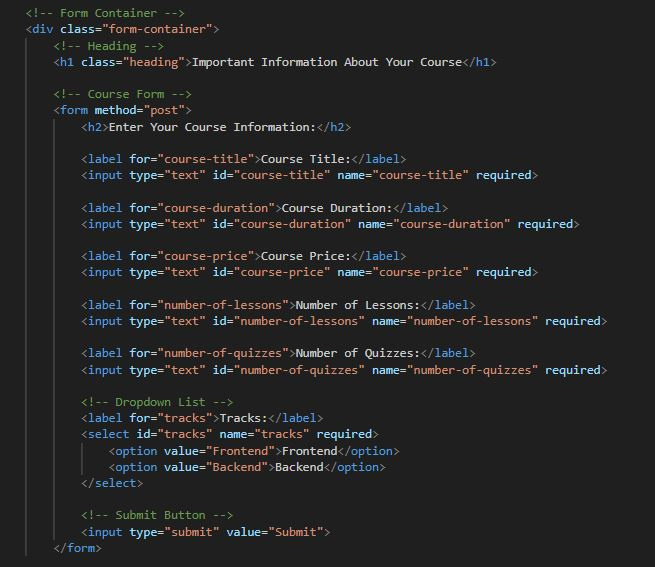 <!-- Form Container -->
<div class="form-container">
<!-- Heading -->
<h1 class="heading">Important Information About Your Course</h1>
<!-- Course Form -->
<form method="post">
<h2>Enter Your Course Information:</h2>
<label for="course-title">Course Title:</label>
<input type="text" id="course-title" name="course-title" required>
<label for="course-duration">Course Duration:</label>
<input type="text" id="course-duration" name="course-duration" required>
<label for="course-price">Course Price:</label>
<input type="text" id="course-price" name="course-price" required>
<label for="number-of-lessons">Number of Lessons:</label>
<input type="text" id="number-of-lessons" name="number-of-lessons" required>
<label for="number-of-quizzes">Number of Quizzes:</label>
<input type="text" id="number-of-quizzes" name="number-of-quizzes" required>
<!-- Dropdown List -->
<label for="tracks">Tracks:</label>
<select id="tracks" name="tracks" required>
<option value="Frontend">Frontend</option>
<option value="Backend">Backend</option>
</select>
<!-- Submit Button -->
<input type="submit" value="Submit">
</form>